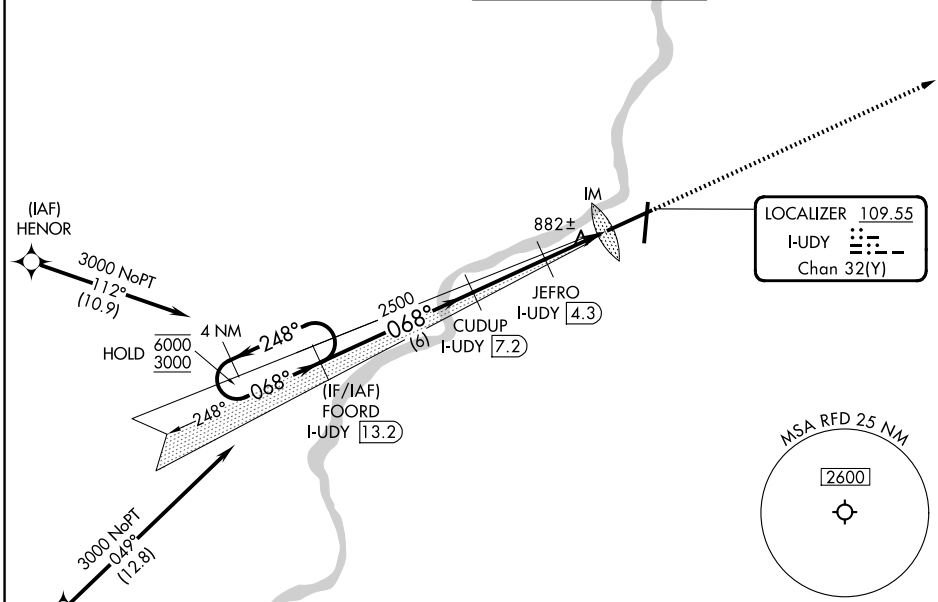 (IAF)
HENOR
3000 NoPT
112°
(10.9)
HOLD
6000
3000
4 NM
248°
068°
248°
(IF/IAF)
FOORD
I-UDY 13.2
2500
068°
(6)
CUDUP
I-UDY 7.2
JEFRO
I-UDY 4.3
882±
IM
LOCALIZER 109.55
I-UDY
Chan 32(Y)
3000 NoPT
049°
(12.8)
MSA RFD 25 NM
2600